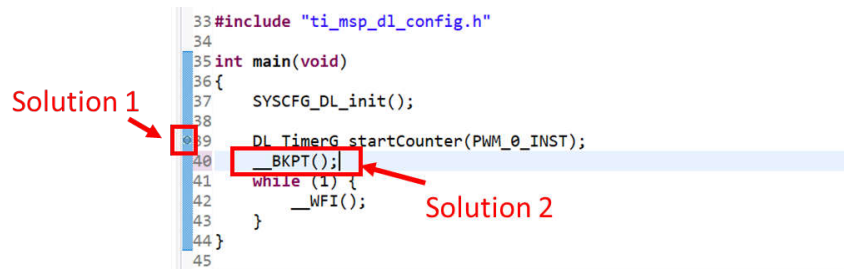 33 #include "ti_msp_dl_config.h"
34
35 int main(void)
36 {
37     SYSCFG_DL_init();
38
39     DL_TimerG_startCounter(PWM_0_INST);
40     __BKPT();
41     while (1) {
42         __WFI();
43     }
44 }
45
Solution 1
Solution 2